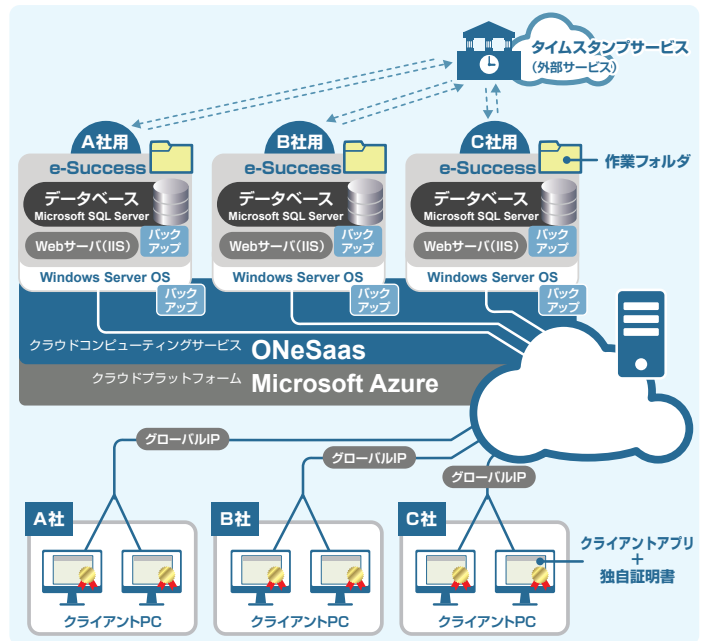 タイムスタンプサービス
（外部サービス）
A社用
B社用
C社用
e-Success
e-Success
e-Success
作業フォルダ
データベース
Microsoft SQL Server
データベース
Microsoft SQL Server
データベース
Microsoft SQL Server
Webサーバ（IIS）
バック
アップ
Webサーバ（IIS）
バック
アップ
Webサーバ（IIS）
バック
アップ
Windows Server OS
Windows Server OS
Windows Server OS
バック
アップ
バック
アップ
バック
アップ
クラウドコンピューティングサービス ONeSaas
クラウドプラットフォーム Microsoft Azure
グローバルIP
グローバルIP
グローバルIP
A社
B社
C社
クライアントアプリ
＋
独自証明書
クライアントPC
クライアントPC
クライアントPC